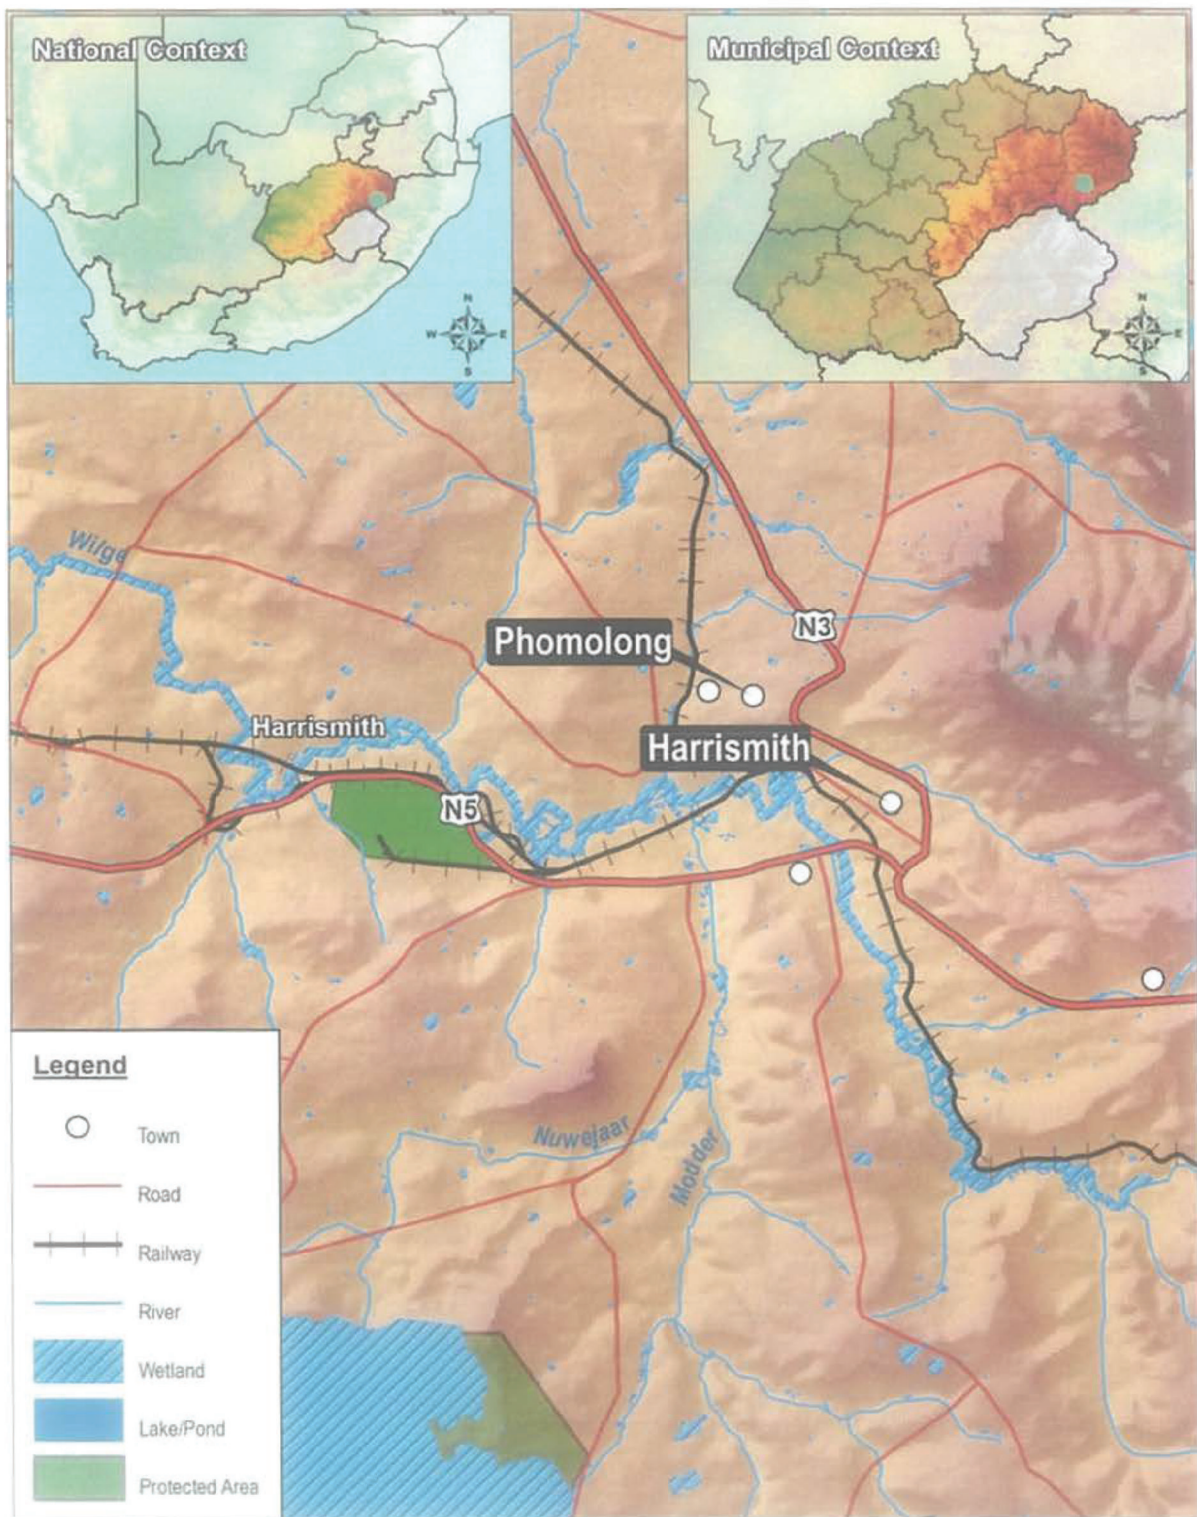 National Context
N
W E
S
Municipal Context
N
W E
S
Wilge
N3
Phomolong
Harrismith
Harrismith
N5
Nuwejaar
Modder
Legend
Town
Road
Railway
River
Wetland
Lake/Pond
Protected Area